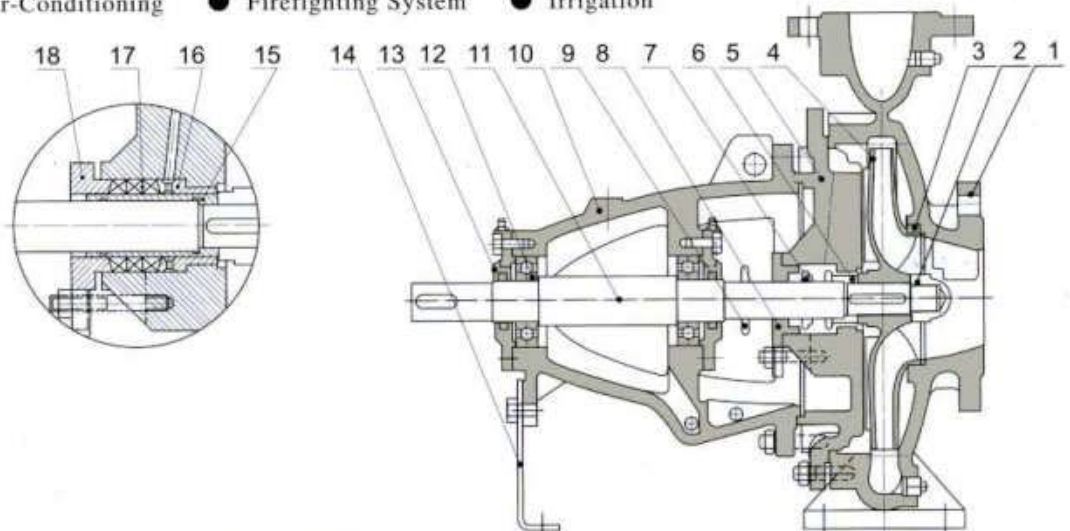 r-Conditioning ● Firefighting System ● Irrigation
18 17 16 15 14 13 12 11 10 9 8 7 6 5 4 3 2 1